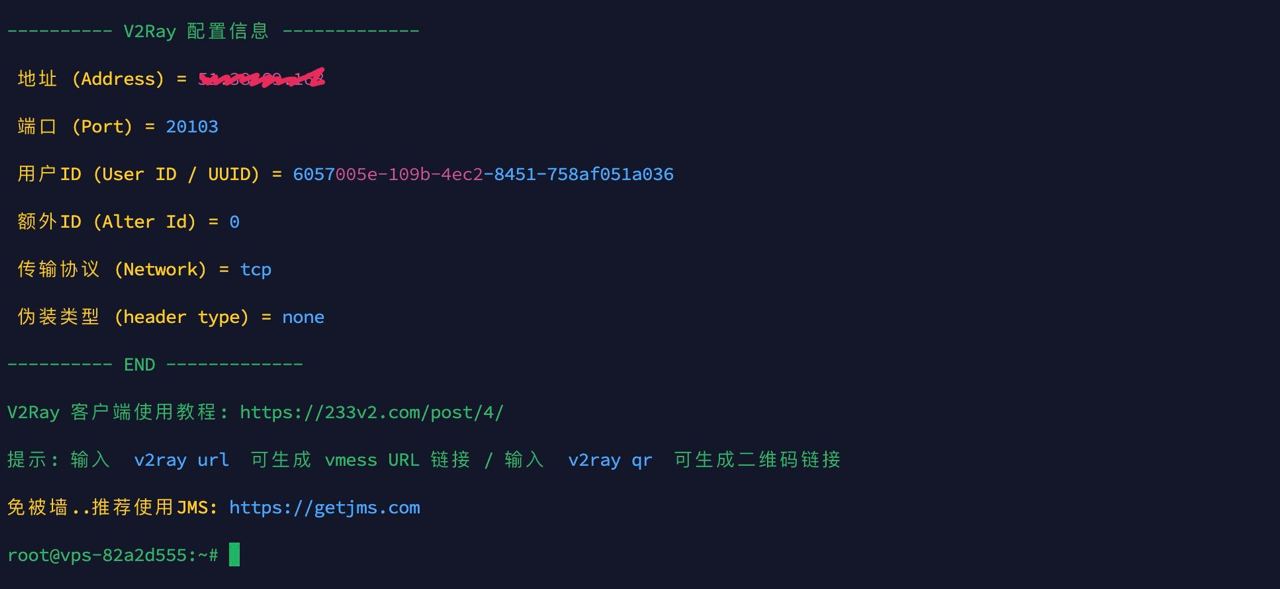 ---------- V2Ray 配置信息 -------------
地址 (Address) =
端口 (Port) = 20103
用户ID (User ID / UUID) = 6057005e-109b-4ec2-8451-758af051a036
额外ID (Alter Id) = 0
传输协议 (Network) = tcp
伪装类型 (header type) = none
---------- END -------------
V2Ray 客户端使用教程: https://233v2.com/post/4/
提示: 输入 v2ray url 可生成 vmess URL 链接 / 输入 v2ray qr 可生成二维码链接
免被墙..推荐使用JMS: https://getjms.com
root@vps-82a2d555:~#